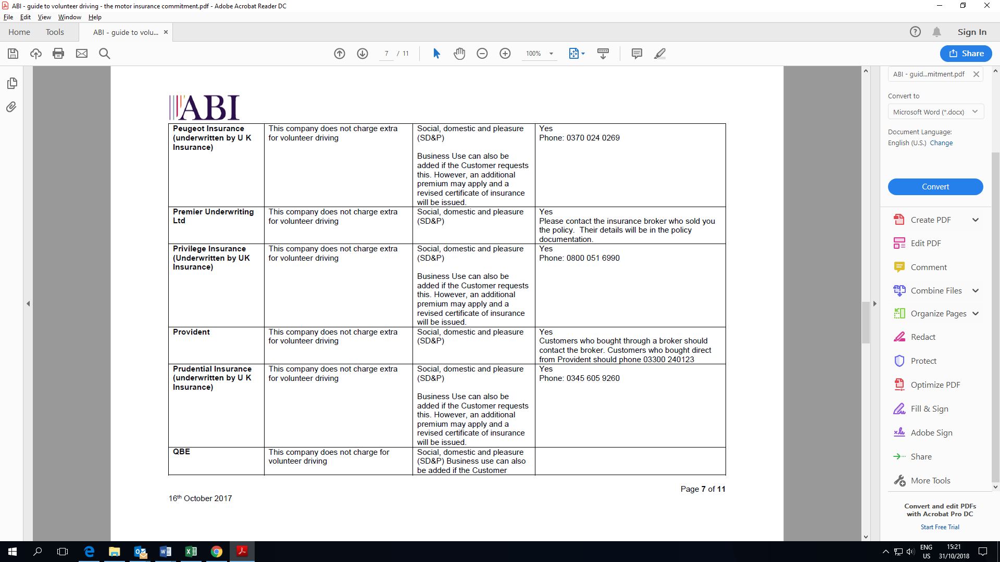 ABI - guide to volunteer driving - the motor insurance commitment.pdf - Adobe Acrobat Reader DC
File Edit View Window Help
Home Tools ABI - guide to volu... Sign In
7 / 11 100% Share
ABI - guid...mitment.pdf
Convert to
Microsoft Word (*.docx)
Document Language:
English (U.S.) Change
Convert
Create PDF
Edit PDF
Comment
Combine Files
Organize Pages
Redact
Protect
Optimize PDF
Fill & Sign
Adobe Sign
Share
More Tools
Convert and edit PDFs
with Acrobat Pro DC
Start Free Trial
ABI
Peugeot Insurance
(underwritten by U K
Insurance)
This company does not charge extra
for volunteer driving
Social, domestic and pleasure
(SD&P)
Business Use can also be
added if the Customer requests
this. However, an additional
premium may apply and a
revised certificate of insurance
will be issued.
Yes
Phone: 0370 024 0269
Premier Underwriting
Ltd
This company does not charge extra
for volunteer driving
Social, domestic and pleasure
(SD&P)
Yes
Please contact the insurance broker who sold you
the policy. Their details will be in the policy
documentation.
Privilege Insurance
(Underwritten by UK
Insurance)
This company does not charge extra
for volunteer driving
Social, domestic and pleasure
(SD&P)
Business Use can also be
added if the Customer requests
this. However, an additional
premium may apply and a
revised certificate of insurance
will be issued.
Yes
Phone: 0800 051 6990
Provident
This company does not charge extra
for volunteer driving
Social, domestic and pleasure
(SD&P)
Yes
Customers who bought through a broker should
contact the broker. Customers who bought direct
from Provident should phone 03300 240123
Prudential Insurance
(underwritten by U K
Insurance)
This company does not charge extra
for volunteer driving
Social, domestic and pleasure
(SD&P)
Business Use can also be
added if the Customer requests
this. However, an additional
premium may apply and a
revised certificate of insurance
will be issued.
Yes
Phone: 0345 605 9260
QBE
This company does not charge for
volunteer driving
Social, domestic and pleasure
(SD&P) Business use can also
be added if the Customer
Page 7 of 11
16th October 2017
ENG
US
15:21
31/10/2018